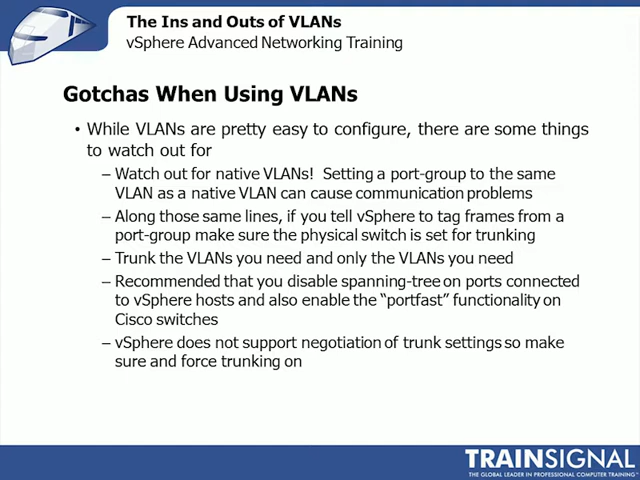 The Ins and Outs of VLANs
vSphere Advanced Networking Training
Gotchas When Using VLANs
• While VLANs are pretty easy to configure, there are some things
to watch out for
– Watch out for native VLANs!  Setting a port-group to the same
VLAN as a native VLAN can cause communication problems
– Along those same lines, if you tell vSphere to tag frames from a
port-group make sure the physical switch is set for trunking
– Trunk the VLANs you need and only the VLANs you need
– Recommended that you disable spanning-tree on ports connected
to vSphere hosts and also enable the “portfast” functionality on
Cisco switches
– vSphere does not support negotiation of trunk settings so make
sure and force trunking on
TRAINSIGNAL
THE GLOBAL LEADER IN PROFESSIONAL COMPUTER TRAINING™